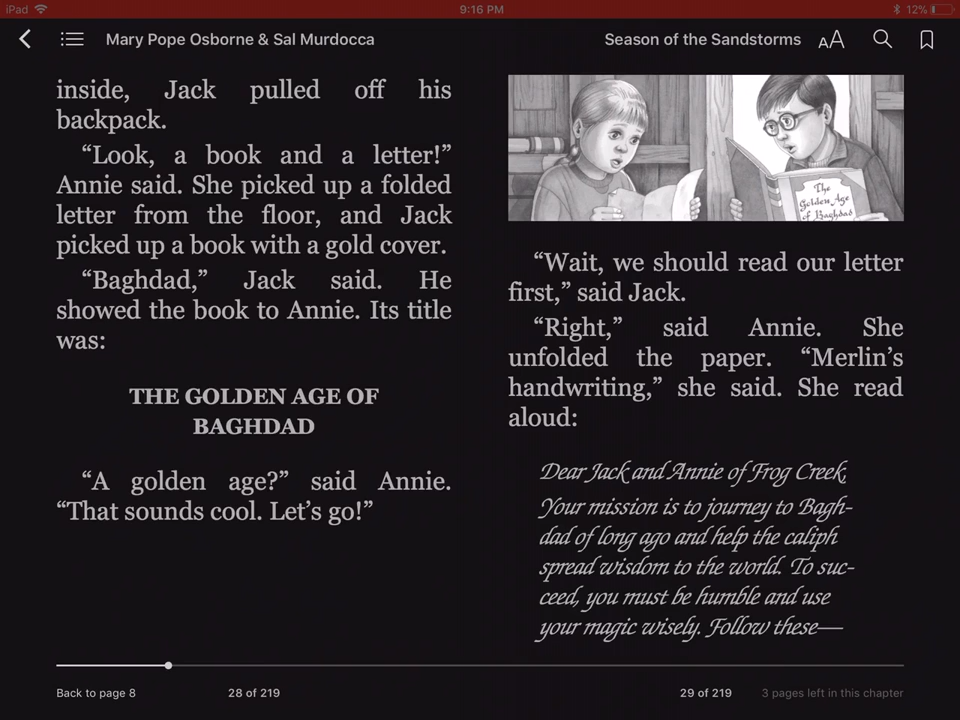 iPad
9:16 PM
12%
Mary Pope Osborne & Sal Murdocca
Season of the Sandstorms
AA
inside, Jack pulled off his
backpack.
“Look, a book and a letter!”
Annie said. She picked up a folded
letter from the floor, and Jack
picked up a book with a gold cover.
“Baghdad,” Jack said. He
showed the book to Annie. Its title
was:
THE GOLDEN AGE OF
BAGHDAD
“A golden age?” said Annie.
“That sounds cool. Let’s go!”
The
Golden Age
of Baghdad
“Wait, we should read our letter
first,” said Jack.
“Right,” said Annie. She
unfolded the paper. “Merlin’s
handwriting,” she said. She read
aloud:
Dear Jack and Annie of Frog Creek,
Your mission is to journey to Bagh-
dad of long ago and help the caliph
spread wisdom to the world. To suc-
ceed, you must be humble and use
your magic wisely. Follow these—
Back to page 8
28 of 219
29 of 219
3 pages left in this chapter